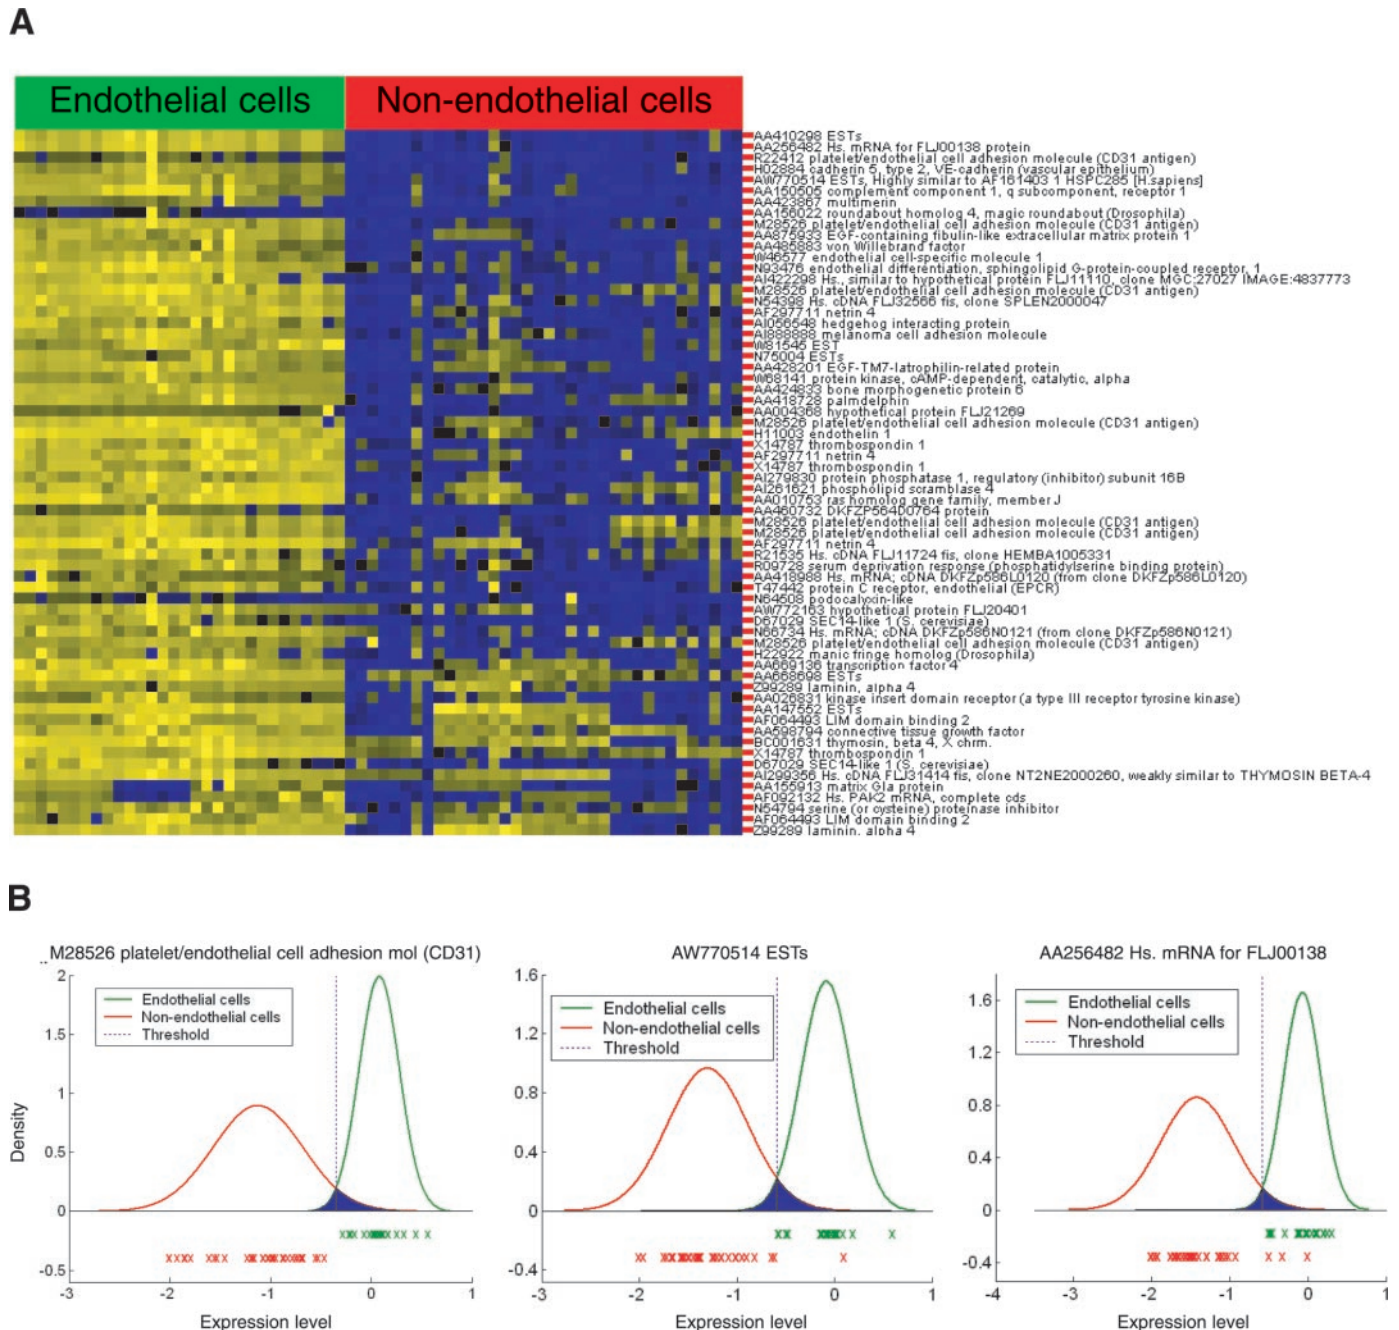 A
Endothelial cells
Non-endothelial cells
AA410298 ESTs
AA256482 Hs. mRNA for FLJ00138 protein
R22412 platelet/endothelial cell adhesion molecule (CD31 antigen)
H02884 cadherin 5, type 2, VE-cadherin (vascular epithelium)
AW770514 ESTs, Highly similar to AF161403 1 HSPC285 [H.sapiens]
AA150505 complement component 1, q subcomponent, receptor 1
AA423867 multimerin
AA156022 roundabout homolog 4, magic roundabout (Drosophila)
M28526 platelet/endothelial cell adhesion molecule (CD31 antigen)
AA875933 EGF-containing fibulin-like extracellular matrix protein 1
AA485883 von Willebrand factor
W46577 endothelial cell-specific molecule 1
N93476 endothelial differentiation, sphingolipid G-protein-coupled receptor, 1
AI422298 Hs., similar to hypothetical protein FLJ11110, clone MGC:27027 IMAGE:4837773
M28526 platelet/endothelial cell adhesion molecule (CD31 antigen)
N54398 Hs. cDNA FLJ32566 fis, clone SPLEN2000047
AF297711 netrin 4
AI056548 hedgehog interacting protein
AI888888 melanoma cell adhesion molecule
W81545 EST
N75004 ESTs
AA428201 EGF-TM7-latrophilin-related protein
W68141 protein kinase, cAMP-dependent, catalytic, alpha
AA424833 bone morphogenetic protein 6
AA418728 palmdelphin
AA004368 hypothetical protein FLJ21269
M28526 platelet/endothelial cell adhesion molecule (CD31 antigen)
H11003 endothelin 1
X14787 thrombospondin 1
AF297711 netrin 4
X14787 thrombospondin 1
AI279830 protein phosphatase 1, regulatory (inhibitor) subunit 16B
AI261621 phospholipid scramblase 4
AA010753 ras homolog gene family, member J
AA460732 DKFZP564D0764 protein
M28526 platelet/endothelial cell adhesion molecule (CD31 antigen)
M28526 platelet/endothelial cell adhesion molecule (CD31 antigen)
AF297711 netrin 4
R21535 Hs. cDNA FLJ11724 fis, clone HEMBA1005331
R09728 serum deprivation response (phosphatidylserine binding protein)
AA418988 Hs. mRNA; cDNA DKFZp586L0120 (from clone DKFZp586L0120)
T47442 protein C receptor, endothelial (EPCR)
N64508 podocalyxin-like
AW772163 hypothetical protein FLJ20401
D67029 SEC14-like 1 (S. cerevisiae)
N66734 Hs. mRNA; cDNA DKFZp586N0121 (from clone DKFZp586N0121)
M28526 platelet/endothelial cell adhesion molecule (CD31 antigen)
H22922 manic fringe homolog (Drosophila)
AA669136 transcription factor 4
AA668698 ESTs
Z99289 laminin, alpha 4
AA026831 kinase insert domain receptor (a type III receptor tyrosine kinase)
AA147552 ESTs
AF064493 LIM domain binding 2
AA598794 connective tissue growth factor
BC001631 thymosin, beta 4, X chrm.
X14787 thrombospondin 1
D67029 SEC14-like 1 (S. cerevisiae)
AI299356 Hs. cDNA FLJ31414 fis, clone NT2NE2000260, weakly similar to THYMOSIN BETA-4
AA155913 matrix Gla protein
AF092132 Hs. PAK2 mRNA, complete cds
N54794 serine (or cysteine) proteinase inhibitor
AF064493 LIM domain binding 2
Z99289 laminin, alpha 4
B
M28526 platelet/endothelial cell adhesion mol (CD31)
2
1.5
1
0.5
0
-0.5
-3 -2 -1 0 1
Density
Expression level
Endothelial cells
Non-endothelial cells
Threshold
AW770514 ESTs
1.6
1.2
0.8
0.4
0
-0.4
-3 -2 -1 0 1
Expression level
Endothelial cells
Non-endothelial cells
Threshold
AA256482 Hs. mRNA for FLJ00138
1.6
1.2
0.8
0.4
0
-0.4
-4 -3 -2 -1 0 1
Expression level
Endothelial cells
Non-endothelial cells
Threshold